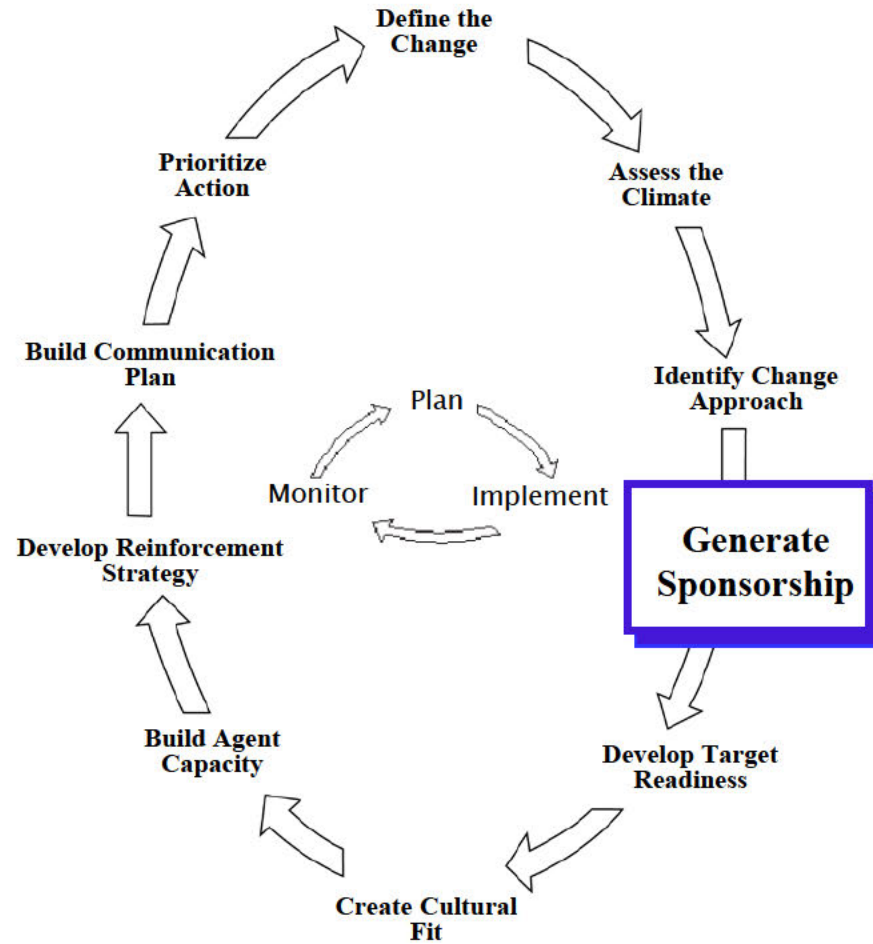 Define the
Change
Assess the
Climate
Identify Change
Approach
Generate
Sponsorship
Develop Target
Readiness
Create Cultural
Fit
Build Agent
Capacity
Develop Reinforcement
Strategy
Build Communication
Plan
Prioritize
Action
Plan
Implement
Monitor